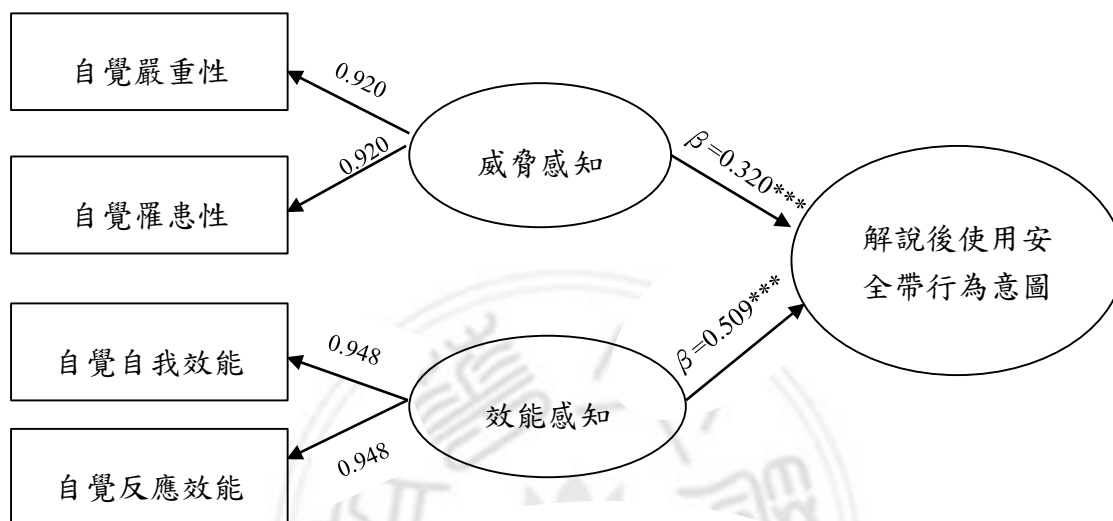 自覺嚴重性
0.920
0.920
自覺罹患性
威脅感知
β=0.320***
解說後使用安
全帶行為意圖
β=0.509***
自覺自我效能
0.948
效能感知
0.948
自覺反應效能